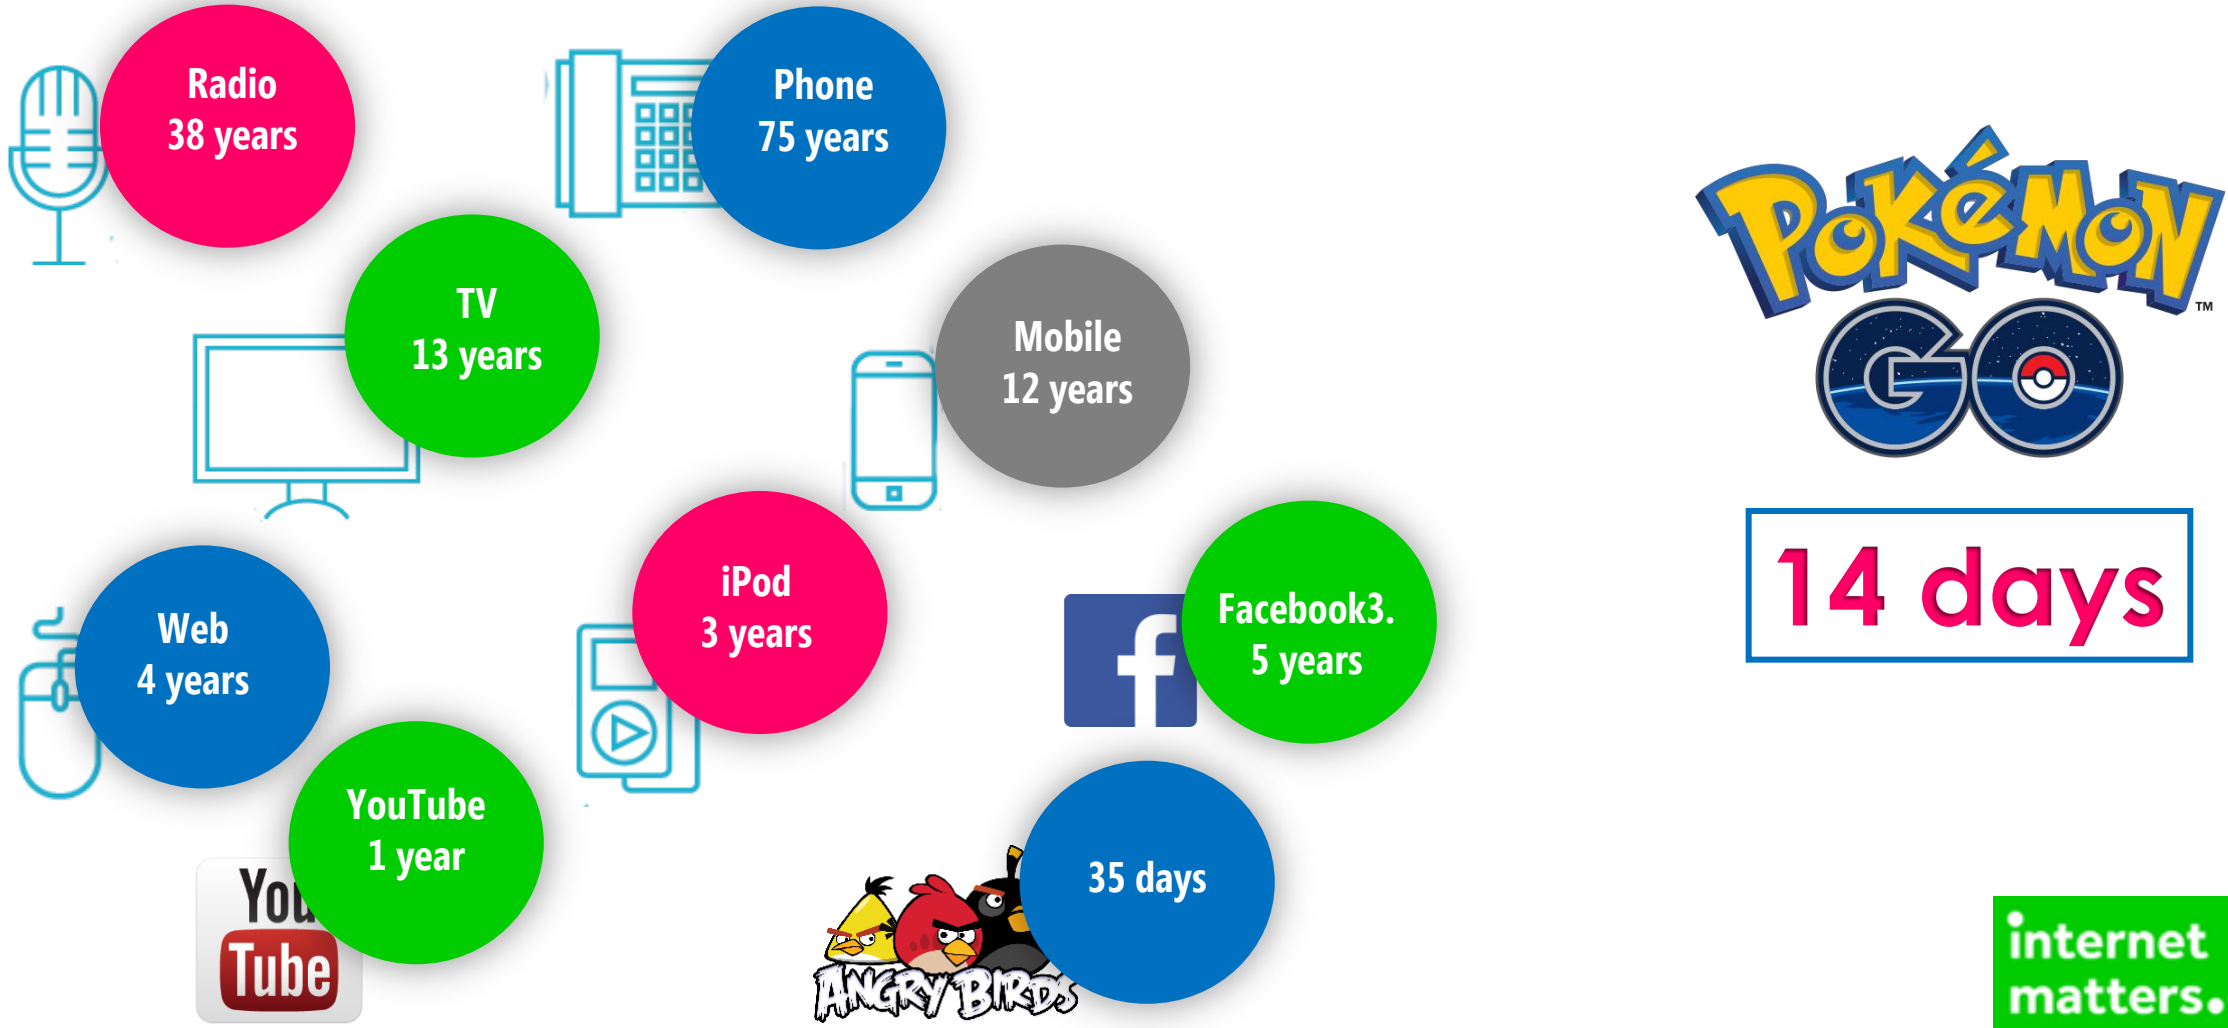 Radio
38 years
Phone
75 years
TV
13 years
Mobile
12 years
POKéMON
TM
GO
14 days
iPod
3 years
Facebook3.
5 years
f
Web
4 years
YouTube
1 year
You
Tube
35 days
ANGRY BIRDS
internet
matters.